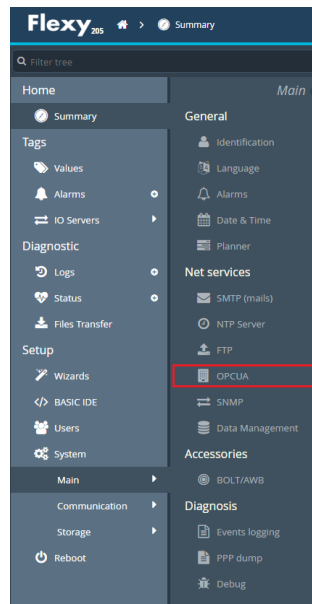 Flexy 205 > Summary
Filter tree
Home
Summary
Tags
Values
Alarms
IO Servers
Diagnostic
Logs
Status
Files Transfer
Setup
Wizards
</> BASIC IDE
Users
System
Main
Communication
Storage
Reboot
Main
General
Identification
Language
Alarms
Date & Time
Planner
Net services
SMTP (mails)
NTP Server
FTP
OPCUA
SNMP
Data Management
Accessories
BOLT/AWB
Diagnosis
Events logging
PPP dump
Debug